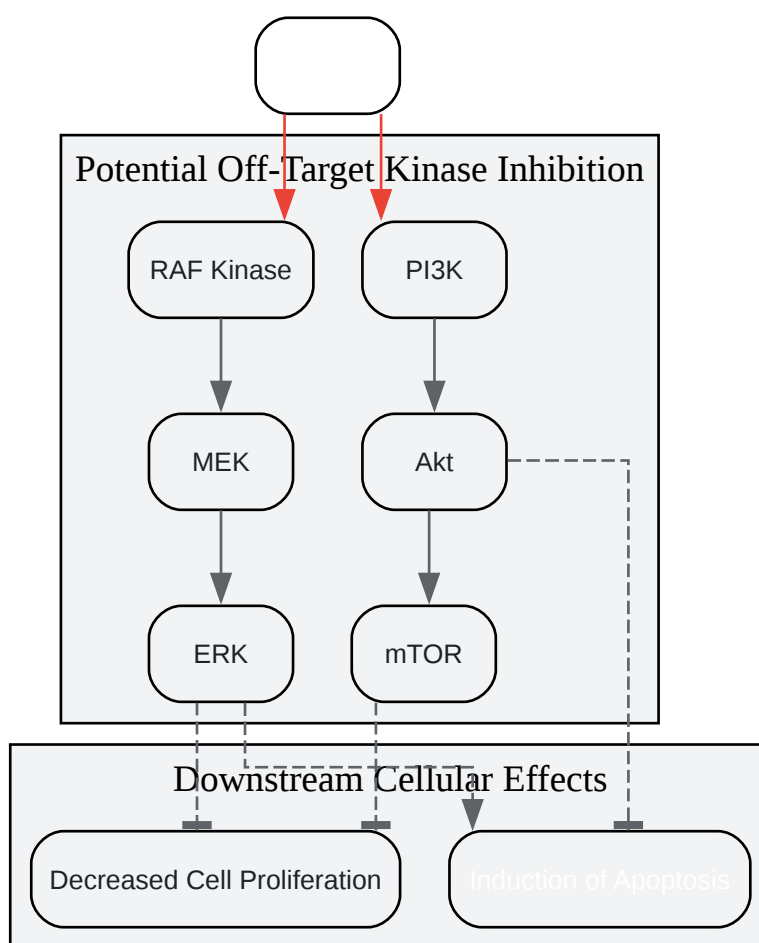 Potential Off-Target Kinase Inhibition
RAF Kinase
PI3K
MEK
Akt
ERK
mTOR
Downstream Cellular Effects
Decreased Cell Proliferation
Induction of Apoptosis